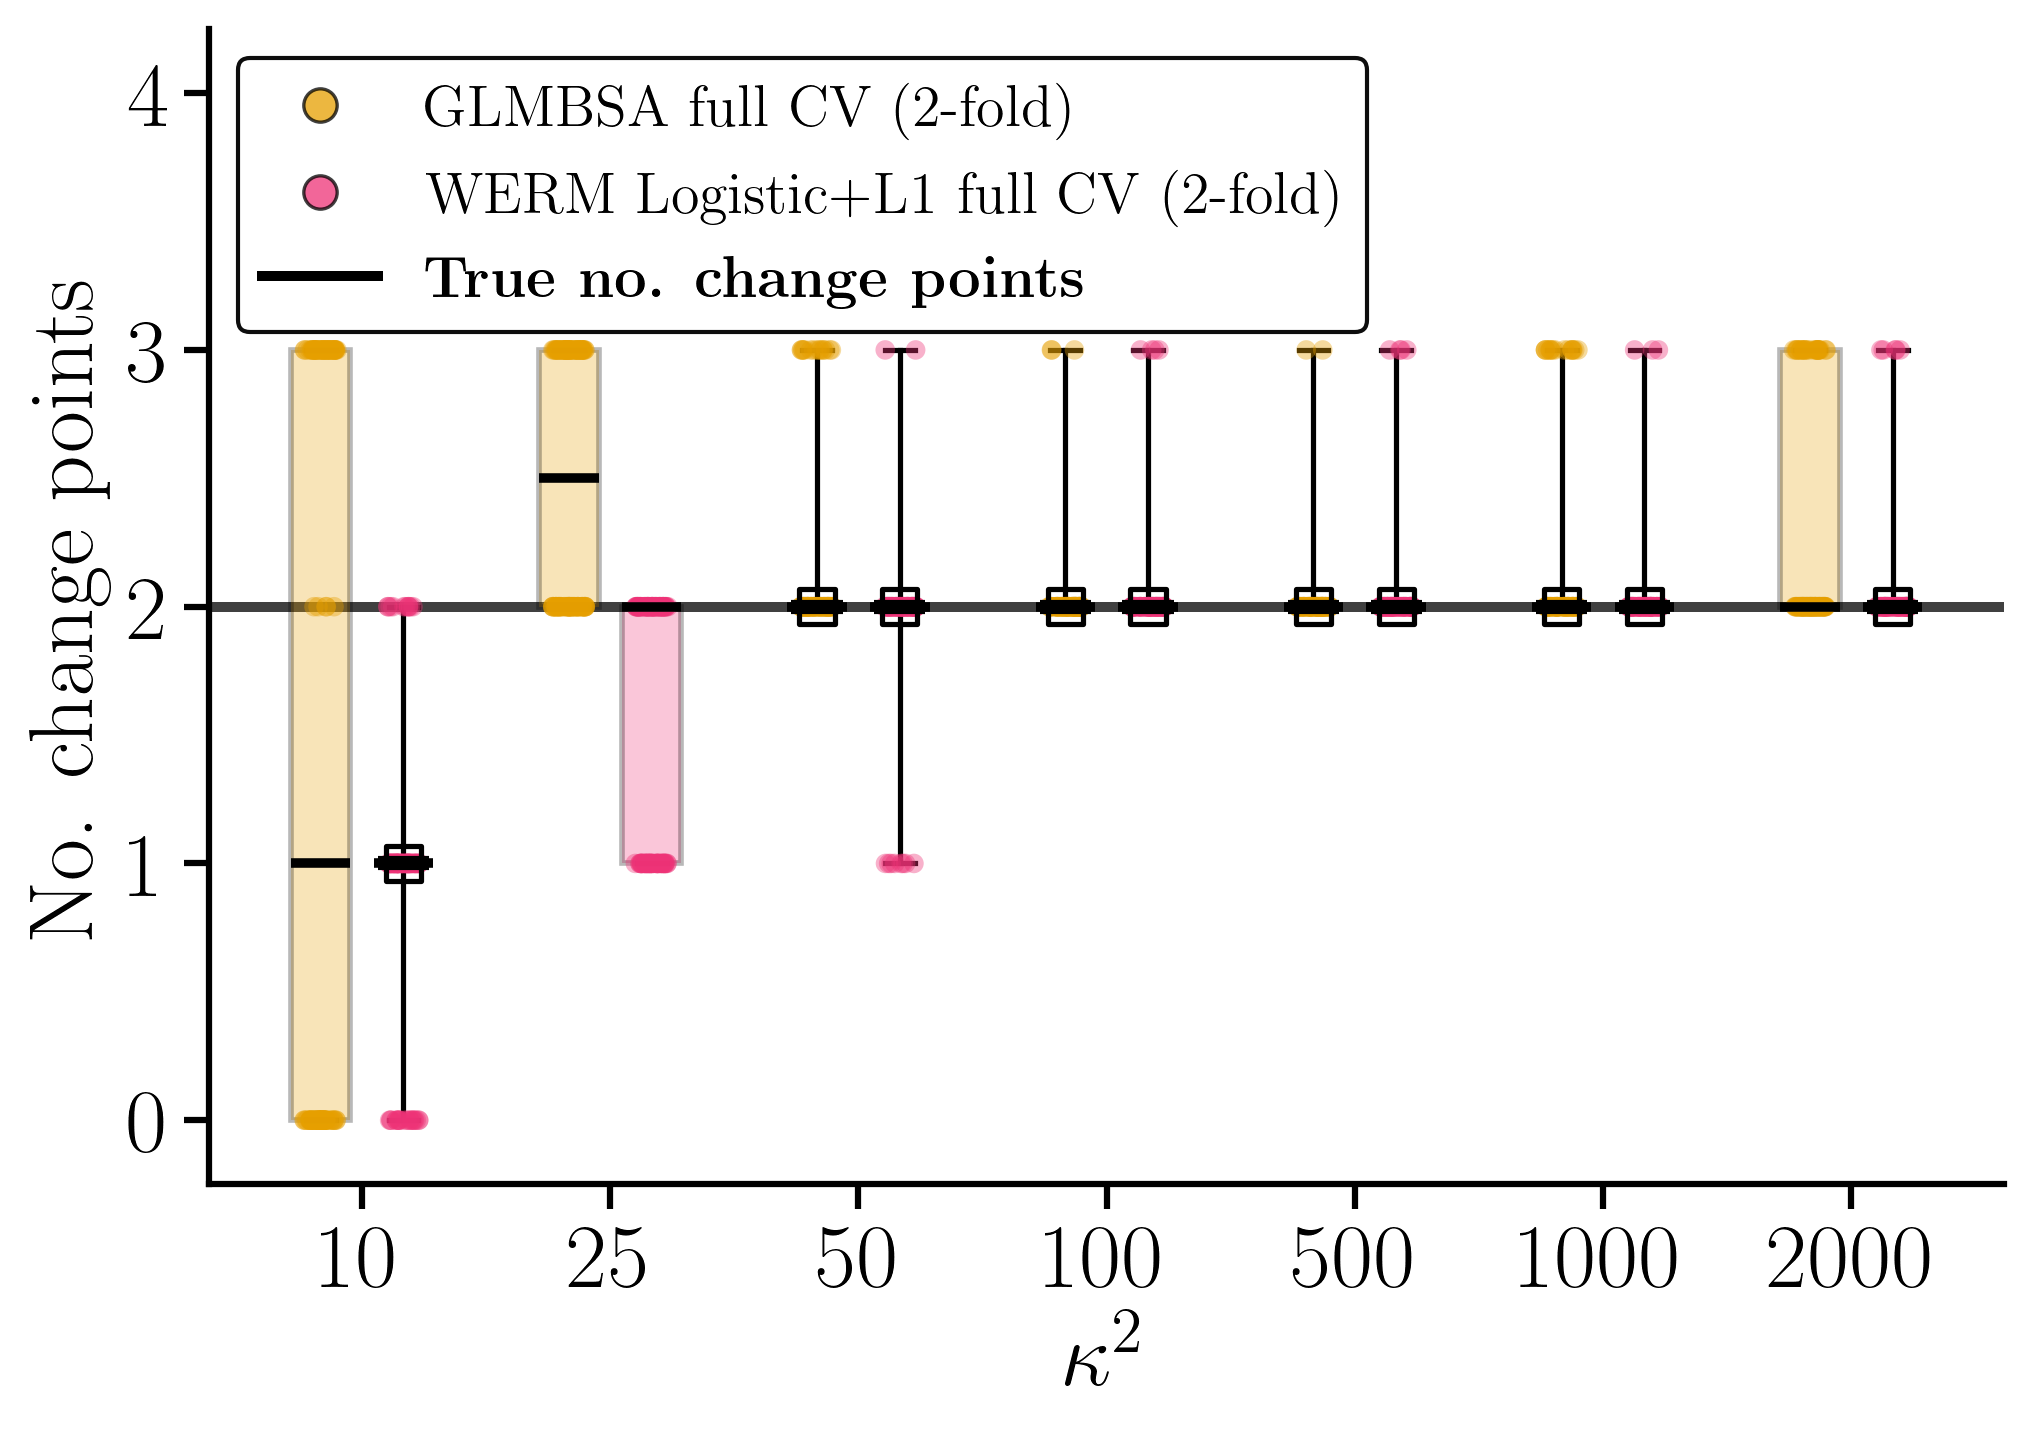 GLMBSA full CV (2-fold)
WERM Logistic+L1 full CV (2-fold)
True no. change points
No. change points
4
3
2
1
0
10 25 50 100 500 1000 2000
κ²